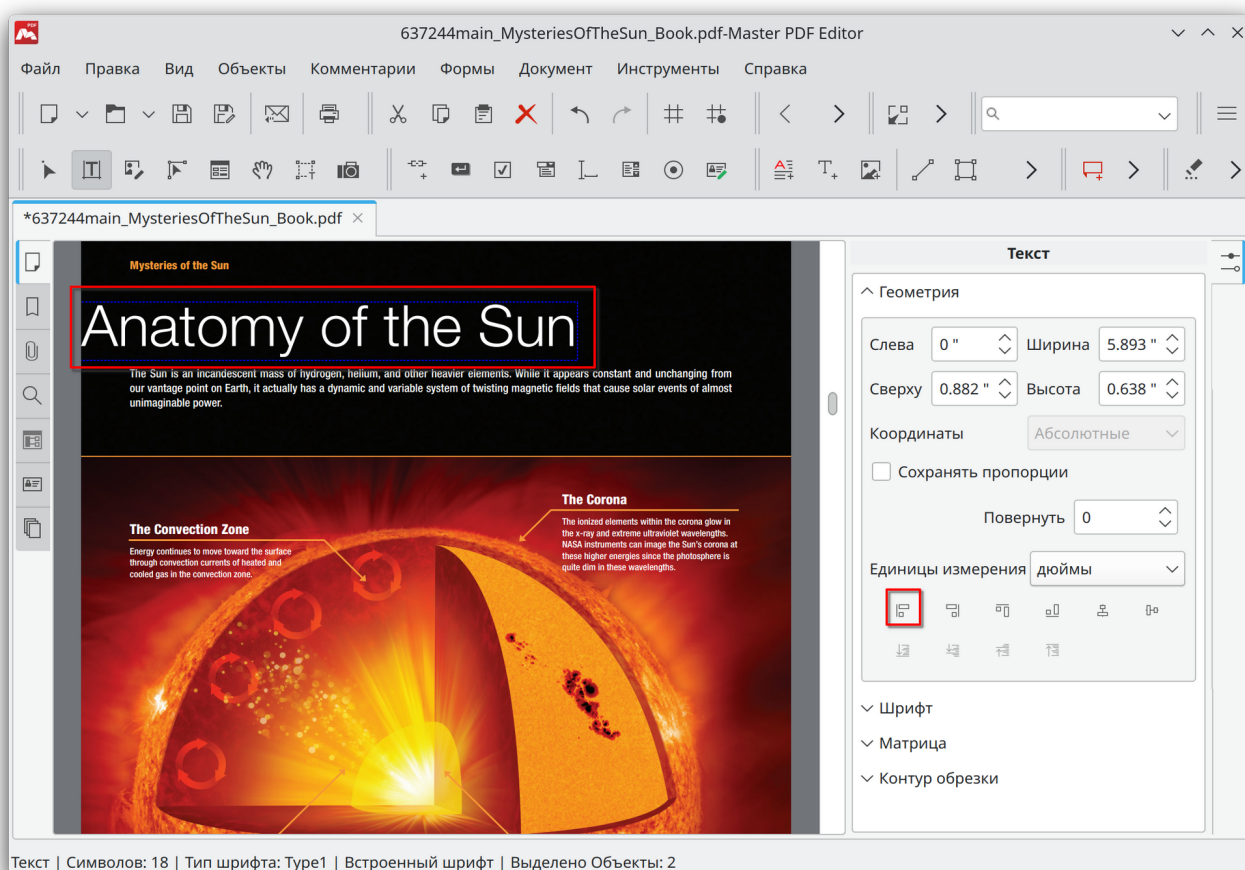 PDF
637244main_MysteriesOfTheSun_Book.pdf-Master PDF Editor
Файл Правка Вид Объекты Комментарии Формы Документ Инструменты Справка
*637244main_MysteriesOfTheSun_Book.pdf
Mysteries of the Sun
Anatomy of the Sun
The Sun is an incandescent mass of hydrogen, helium, and other heavier elements. While it appears constant and unchanging from
our vantage point on Earth, it actually has a dynamic and variable system of twisting magnetic fields that cause solar events of almost
unimaginable power.
The Corona
The ionized elements within the corona glow in
the x-ray and extreme ultraviolet wavelengths.
NASA instruments can image the Sun's corona at
these higher energies since the photosphere is
quite dim in these wavelengths.
The Convection Zone
Energy continues to move toward the surface
through convection currents of heated and
cooled gas in the convection zone.
Текст
Геометрия
Слева 0 " Ширина 5.893 "
Сверху 0.882 " Высота 0.638 "
Координаты Абсолютные
Сохранять пропорции
Повернуть 0
Единицы измерения дюймы
Шрифт
Матрица
Контур обрезки
Текст | Символов: 18 | Тип шрифта: Type1 | Встроенный шрифт | Выделено Объекты: 2